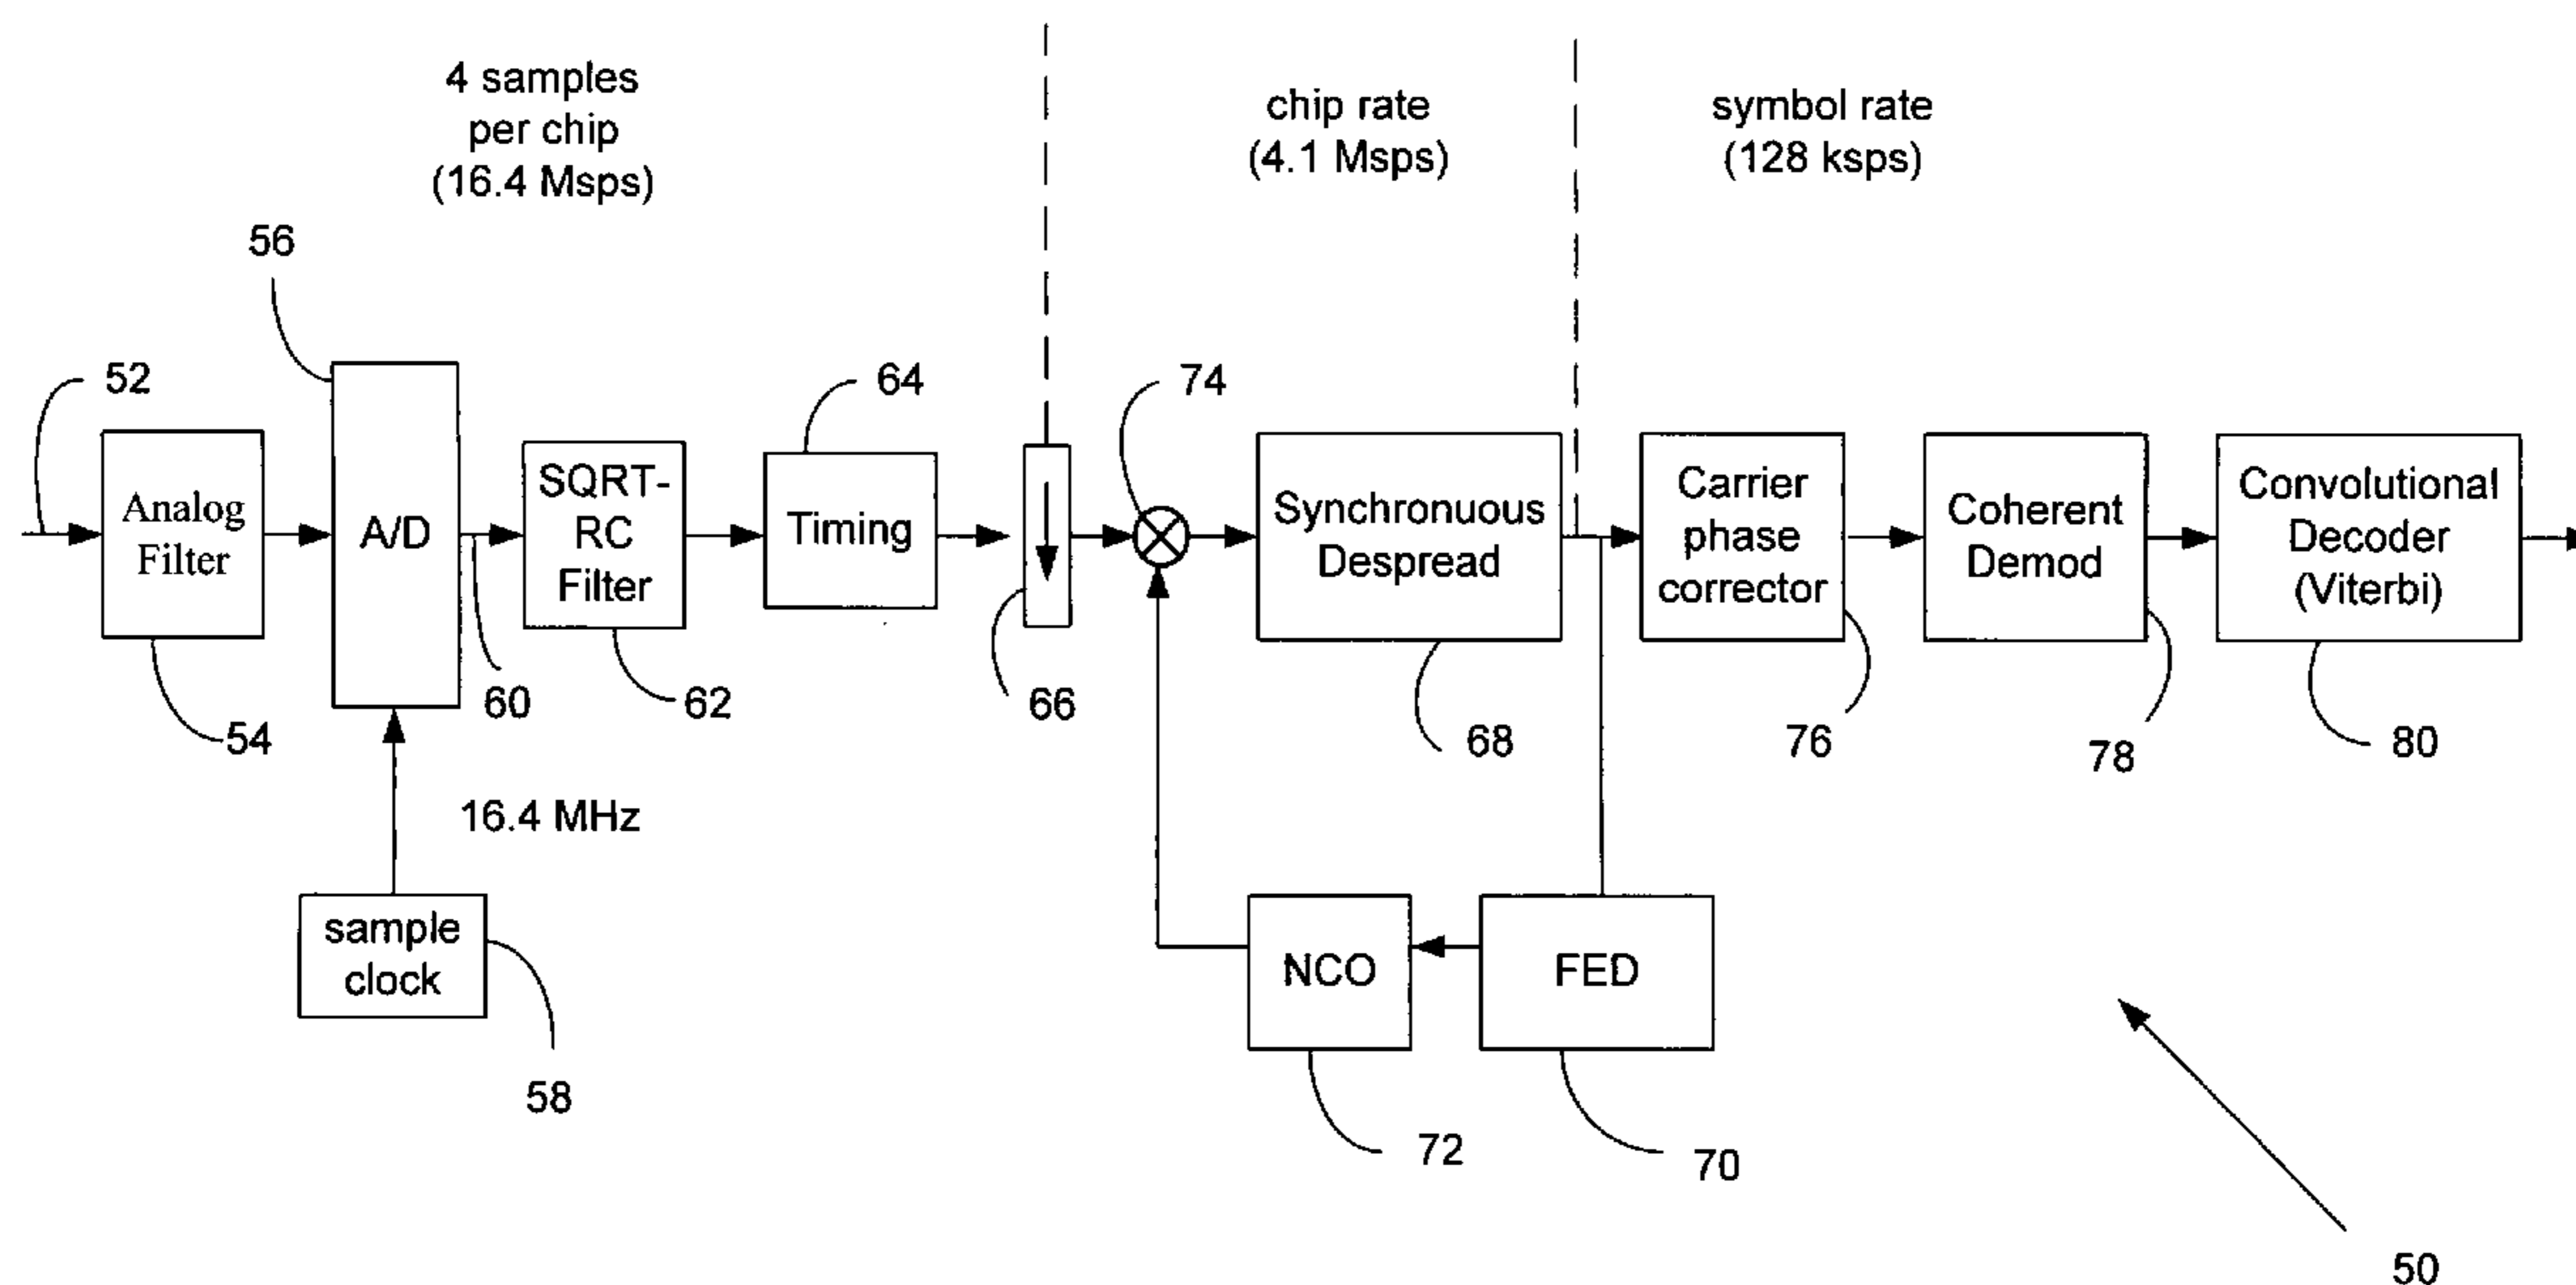 4 samples
per chip
(16.4 Msps)
chip rate
(4.1 Msps)
symbol rate
(128 ksps)
56
52
64
74
Analog
Filter
A/D
SQRT-
RC
Filter
Timing
Synchronuous
Despread
Carrier
phase
corrector
Coherent
Demod
Convolutional
Decoder
(Viterbi)
54
60
62
66
68
76
78
80
16.4 MHz
sample
clock
NCO
FED
58
72
70
50